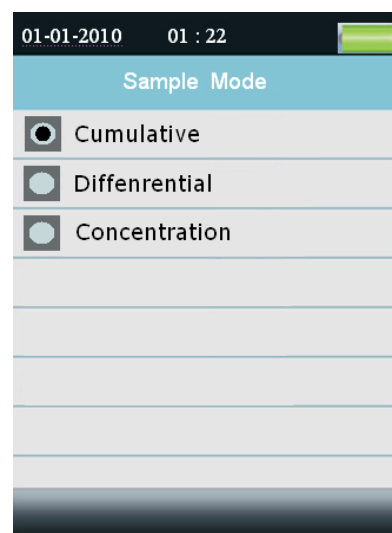 01-01-2010 01 : 22
Sample Mode
Cumulative
Diffenrential
Concentration